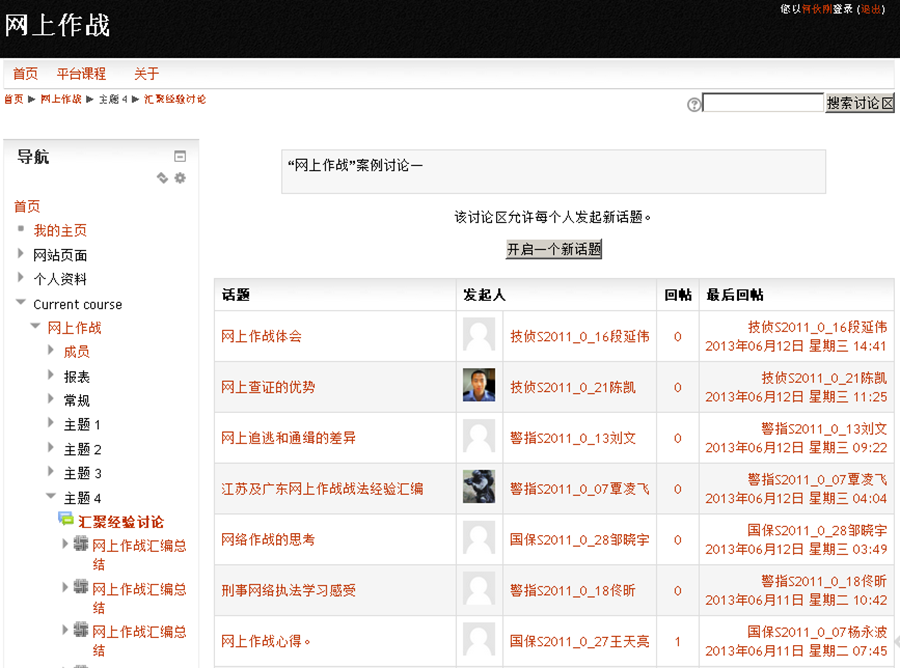 您以何伙刚登录 (退出)
网上作战
首页 平台课程 关于
首页 ▶ 网上作战 ▶ 主题 4 ▶ 汇聚经验讨论
搜索讨论区
导航
首页
我的主页
网站页面
个人资料
Current course
网上作战
成员
报表
常规
主题 1
主题 2
主题 3
主题 4
汇聚经验讨论
网上作战汇编总
结
网上作战汇编总
结
网上作战汇编总
结
“网上作战”案例讨论一
该讨论区允许每个人发起新话题。
开启一个新话题
话题 发起人 回帖 最后回帖
网上作战体会 技侦S2011_0_16段延伟 0 技侦S2011_0_16段延伟
2013年06月12日 星期三 14:41
网上查证的优势 技侦S2011_0_21陈凯 0 技侦S2011_0_21陈凯
2013年06月12日 星期三 11:25
网上追逃和通缉的差异 警指S2011_0_13刘文 0 警指S2011_0_13刘文
2013年06月12日 星期三 09:22
江苏及广东网上作战战法经验汇编 警指S2011_0_07覃凌飞 0 警指S2011_0_07覃凌飞
2013年06月12日 星期三 04:04
网络作战的思考 国保S2011_0_28邹晓宇 0 国保S2011_0_28邹晓宇
2013年06月12日 星期三 03:49
刑事网络执法学习感受 警指S2011_0_18佟昕 0 警指S2011_0_18佟昕
2013年06月11日 星期二 10:42
网上作战心得。 国保S2011_0_27王天亮 1 国保S2011_0_07杨永波
2013年06月11日 星期二 07:45